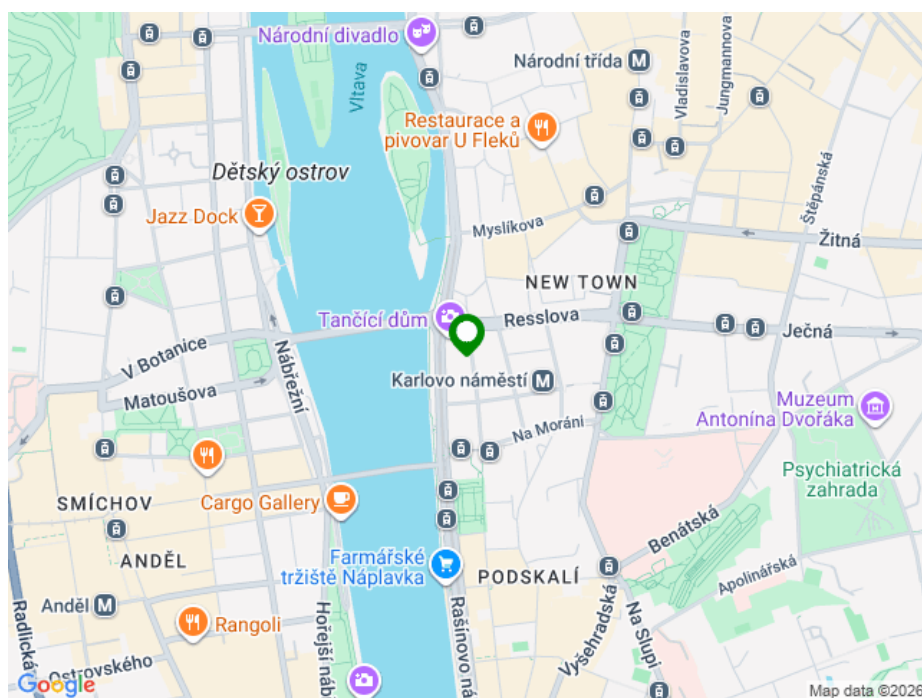 Národní divadlo
Vltava
Národní třída
Vladislavova
Jungmannova
Restaurace a
pivovar U Fleků
Dětský ostrov
Jazz Dock
Myslíkova
Štěpánská
Žitná
NEW TOWN
Tančící dům
Resslova
Ječná
V Botanice
Matoušova
Nábřežní
Karlovo náměstí
Na Moráni
Muzeum
Antonína Dvořáka
Psychiatrická
zahrada
SMÍCHOV
Cargo Gallery
ANDĚL
Benátská
Farmářské
tržiště Náplavka
PODSKALÍ
Apolinářská
Anděl
Rangoli
Radlická
Ostrovského
Hořejší náb
Rašínovo ná
Vyšehradská
Na Slupi
Google
Map data ©2026